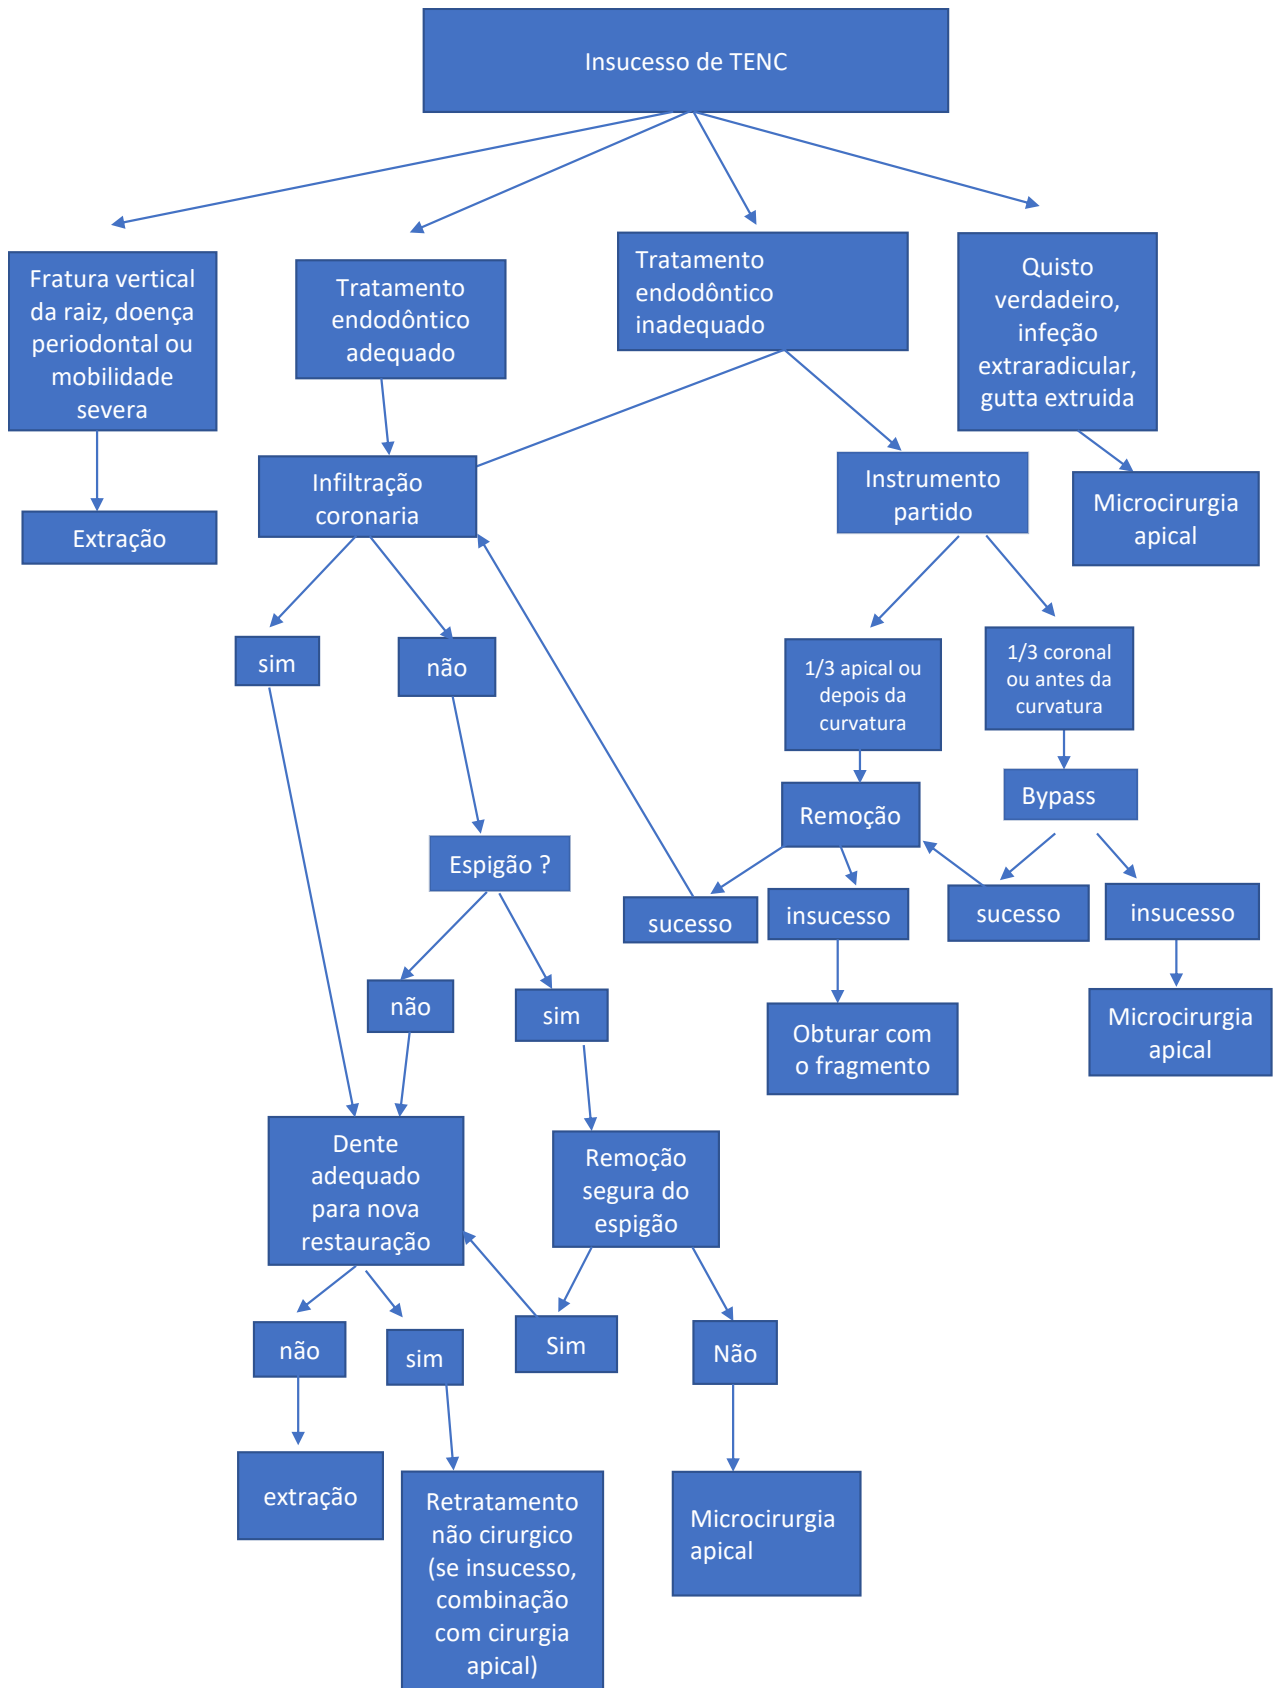 Insucesso de TENC
Fratura vertical
da raiz, doença
periodontal ou
mobilidade
severa
Tratamento
endodôntico
adequado
Tratamento
endodôntico
inadequado
Quisto
verdadeiro,
infeção
extraradicular,
gutta extruida
Extração
Infiltração
coronaria
Instrumento
partido
Microcirurgia
apical
sim
não
1/3 apical ou
depois da
curvatura
1/3 coronal
ou antes da
curvatura
Remoção
Bypass
Espigão ?
sucesso
insucesso
sucesso
insucesso
não
sim
Obturar com
o fragmento
Microcirurgia
apical
Dente
adequado
para nova
restauração
Remoção
segura do
espigão
não
sim
Sim
Não
extração
Retratamento
não cirurgico
(se insucesso,
combinação
com cirurgia
apical)
Microcirurgia
apical